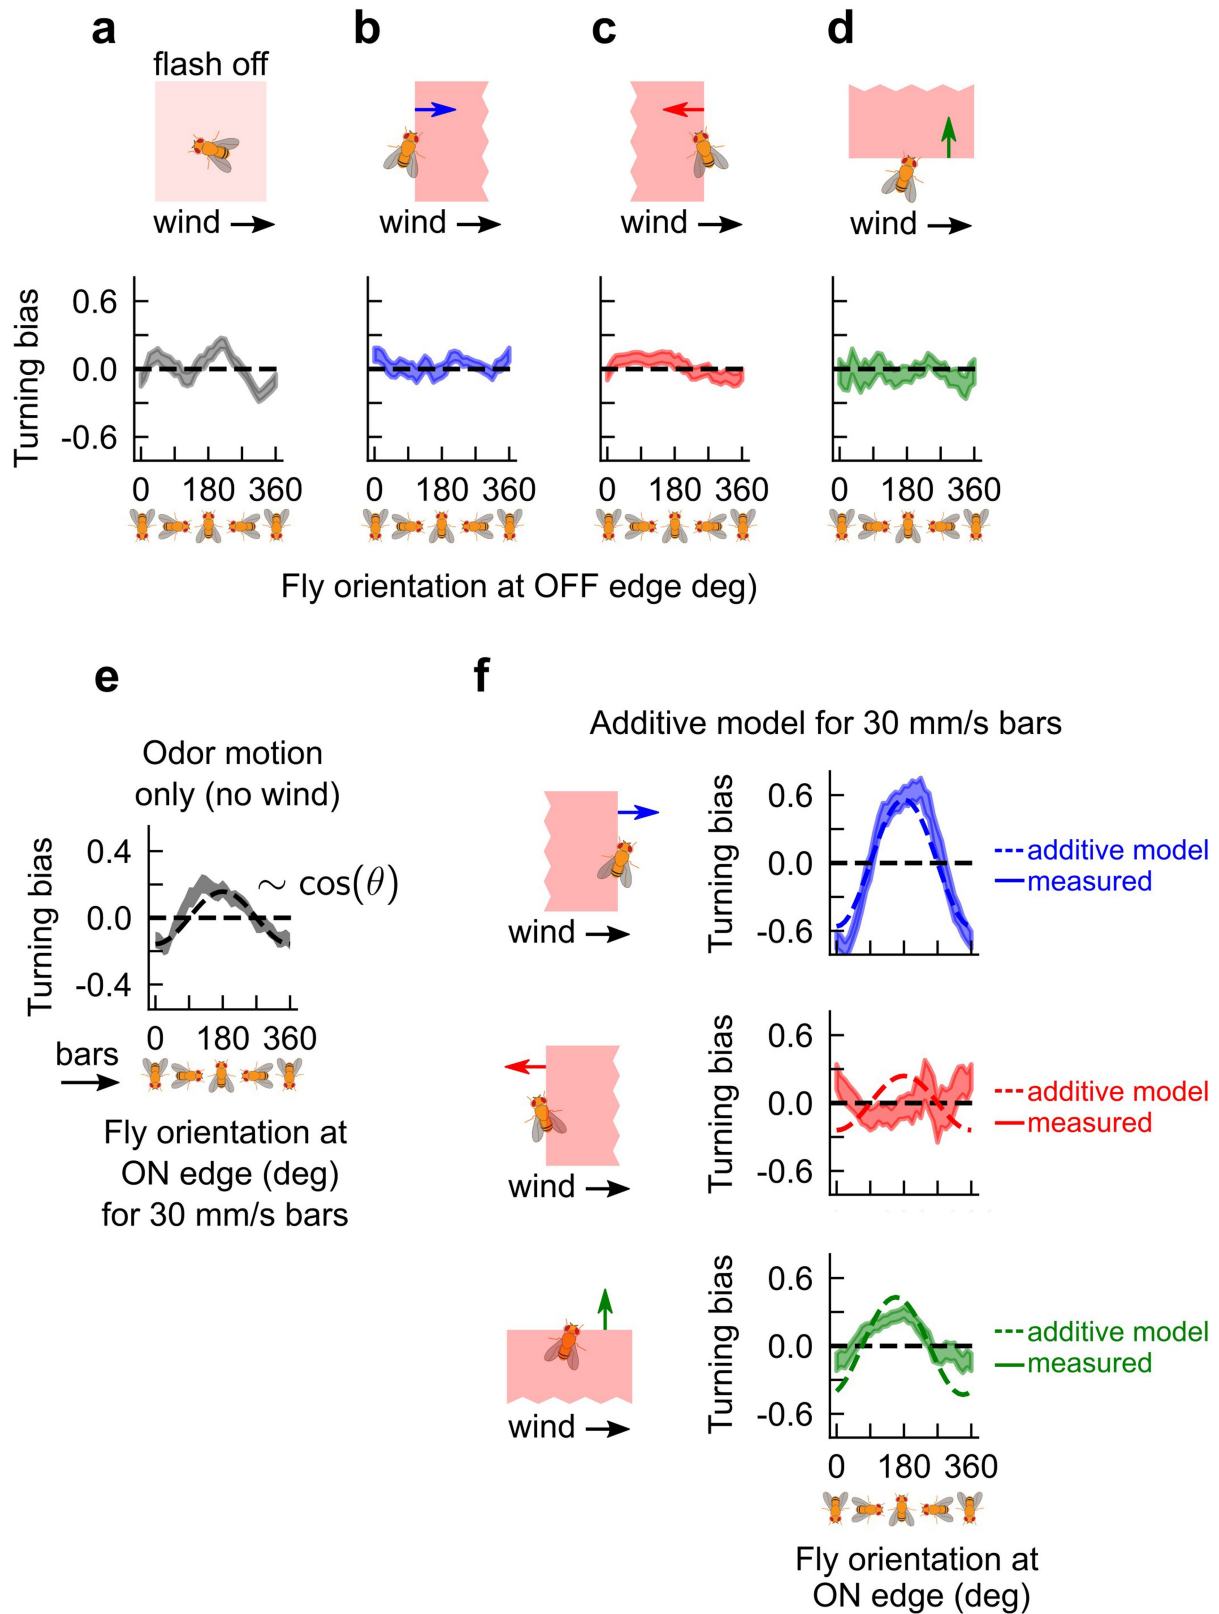 a
b
c
d
flash off
wind
wind
wind
wind
Turning bias
0.6
0.0
-0.6
0 180 360
0 180 360
0 180 360
0 180 360
Fly orientation at OFF edge deg)
e
f
Odor motion
only (no wind)
Turning bias
0.4
0.0
-0.4
~ cos(θ)
0 180 360
bars
Fly orientation at
ON edge (deg)
for 30 mm/s bars
Additive model for 30 mm/s bars
wind
Turning bias
0.6
0.0
-0.6
additive model
measured
wind
Turning bias
0.6
0.0
-0.6
additive model
measured
wind
Turning bias
0.6
0.0
-0.6
additive model
measured
0 180 360
Fly orientation at
ON edge (deg)